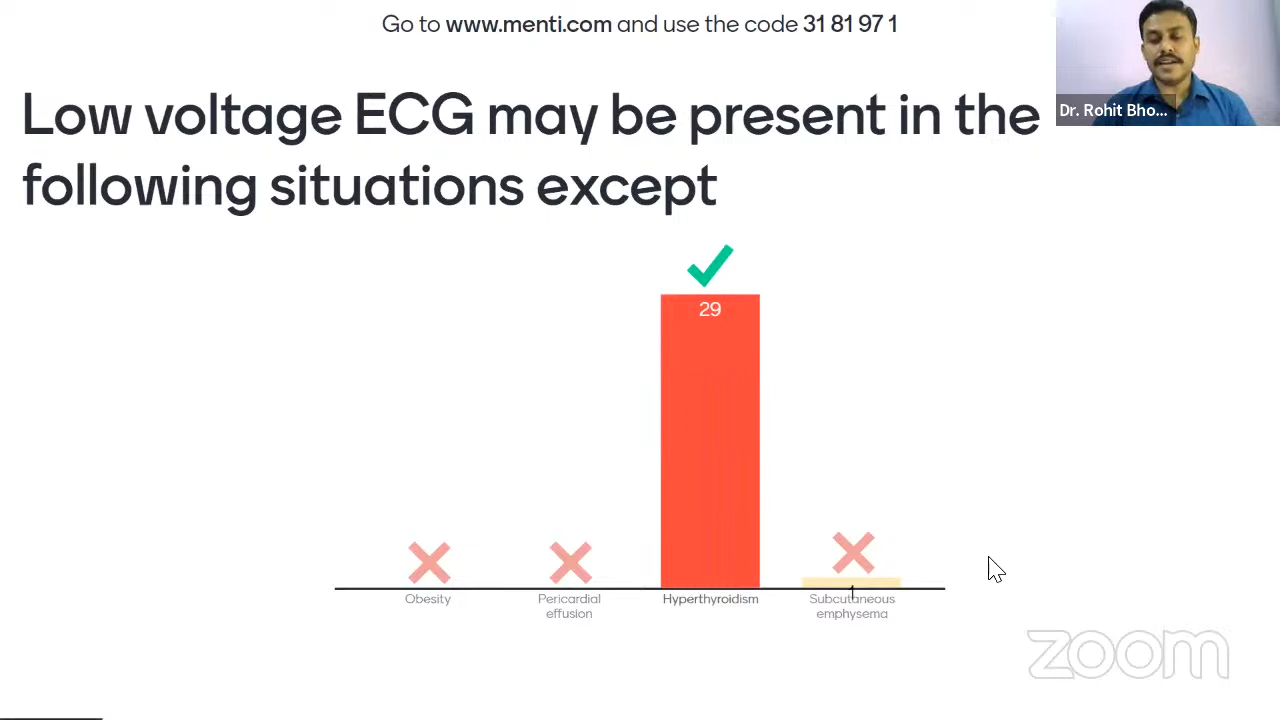 Go to www.menti.com and use the code 31 81 97 1
Low voltage ECG may be present in the
following situations except
Dr. Rohit Bho...
29
1
Obesity
Pericardial
effusion
Hyperthyroidism
Subcutaneous
emphysema
zoom